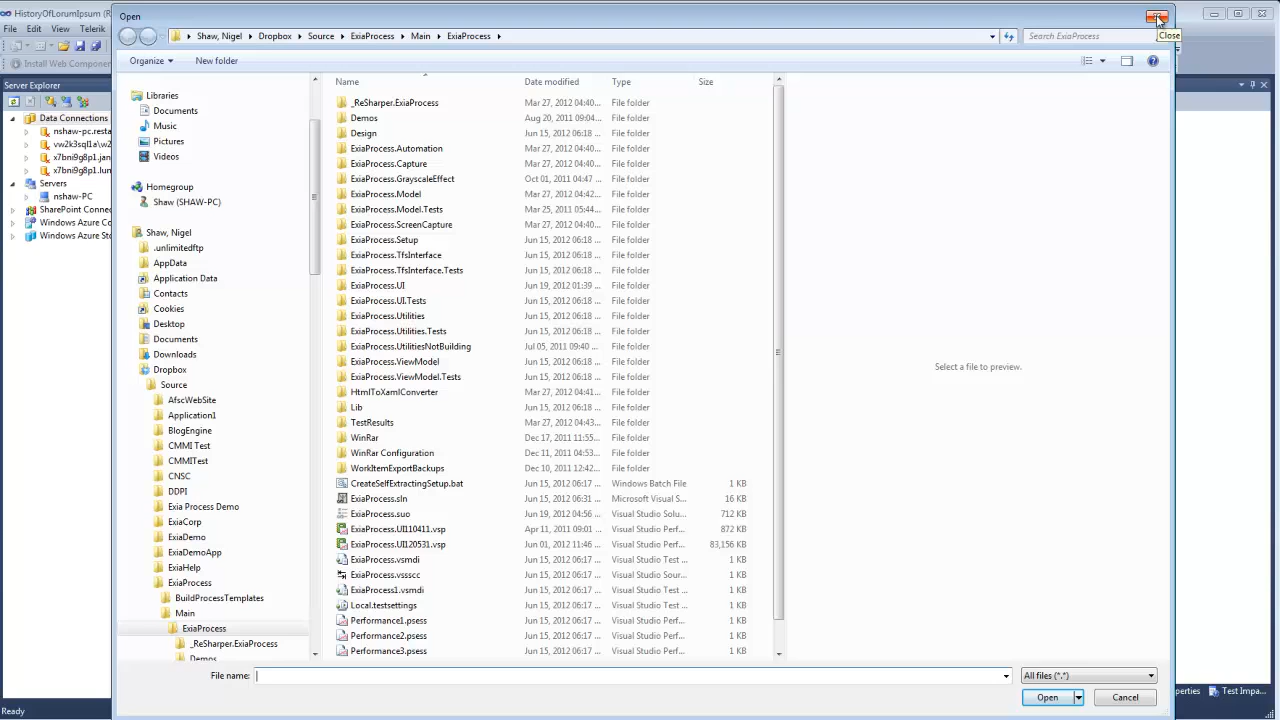 HistoryOfLorumIpsum (R
Open
Close
File Edit View Telerik
Shaw, Nigel Dropbox Source ExiaProcess Main ExiaProcess
Search ExiaProcess
Install Web Componen
Organize New folder
Server Explorer
Name Date modified Type Size
Data Connections
nshaw-pc.resta
vw2k3sql1a\w2
x7bni9g8p1.jan
x7bni9g8p1.lun
Servers
nshaw-PC
SharePoint Connec
Windows Azure Co
Windows Azure Sto
Libraries
Documents
Music
Pictures
Videos
Homegroup
Shaw (SHAW-PC)
Shaw, Nigel
.unlimitedftp
AppData
Application Data
Contacts
Cookies
Desktop
Documents
Downloads
Dropbox
Source
AfscWebSite
Application1
BlogEngine
CMMI Test
CMMITest
CNSC
DDPI
Exia Process Demo
ExiaCorp
ExiaDemo
ExiaDemoApp
ExiaHelp
ExiaProcess
BuildProcessTemplates
Main
ExiaProcess
_ReSharper.ExiaProcess
Demos
_ReSharper.ExiaProcess Mar 27, 2012 04:40... File folder
Demos Aug 20, 2011 09:04... File folder
Design Jun 15, 2012 06:18 ... File folder
ExiaProcess.Automation Mar 27, 2012 04:40... File folder
ExiaProcess.Capture Mar 27, 2012 04:40... File folder
ExiaProcess.GrayscaleEffect Oct 01, 2011 04:47 ... File folder
ExiaProcess.Model Mar 27, 2012 04:42... File folder
ExiaProcess.Model.Tests Mar 25, 2011 05:44... File folder
ExiaProcess.ScreenCapture Mar 27, 2012 04:40... File folder
ExiaProcess.Setup Jun 15, 2012 06:18 ... File folder
ExiaProcess.TfsInterface Mar 27, 2012 04:40... File folder
ExiaProcess.TfsInterface.Tests Jun 15, 2012 06:18 ... File folder
ExiaProcess.UI Jun 19, 2012 01:39... File folder
ExiaProcess.UI.Tests Jun 15, 2012 06:18 ... File folder
ExiaProcess.Utilities Jun 15, 2012 06:18 ... File folder
ExiaProcess.Utilities.Tests Jun 15, 2012 06:18 ... File folder
ExiaProcess.UtilitiesNotBuilding Jul 05, 2011 09:40 ... File folder
ExiaProcess.ViewModel Jun 15, 2012 06:18 ... File folder
ExiaProcess.ViewModel.Tests Jun 15, 2012 06:18 ... File folder
HtmlToXamlConverter Mar 27, 2012 04:41... File folder
Lib Jun 15, 2012 06:18 ... File folder
TestResults Mar 27, 2012 04:43... File folder
WinRar Dec 17, 2011 11:55... File folder
WinRar Configuration Dec 11, 2011 04:53... File folder
WorkItemExportBackups Dec 10, 2011 12:42... File folder
CreateSelfExtractingSetup.bat Jun 15, 2012 06:17 ... Windows Batch File 1 KB
ExiaProcess.sln Jun 15, 2012 06:31 ... Microsoft Visual S... 16 KB
ExiaProcess.suo Jun 19, 2012 04:56 ... Visual Studio Solu... 712 KB
ExiaProcess.UI110411.vsp Apr 11, 2011 09:01 ... Visual Studio Perf... 872 KB
ExiaProcess.UI120531.vsp Jun 01, 2012 11:46 ... Visual Studio Perf... 83,156 KB
ExiaProcess.vsmdi Jun 15, 2012 06:17 ... Visual Studio Test ... 1 KB
ExiaProcess.vssscc Jun 15, 2012 06:17 ... Visual Studio Sour... 1 KB
ExiaProcess1.vsmdi Jun 15, 2012 06:17 ... Visual Studio Test ... 1 KB
Local.testsettings Jun 15, 2012 06:17 ... Visual Studio Test ... 1 KB
Performance1.psess Jun 15, 2012 06:17 ... Visual Studio Perf... 1 KB
Performance2.psess Jun 15, 2012 06:17 ... Visual Studio Perf... 1 KB
Performance3.psess Jun 15, 2012 06:17 ... Visual Studio Perf... 1 KB
Select a file to preview.
File name: All files (*.*)
Open Cancel
perties Test Impa...
Ready